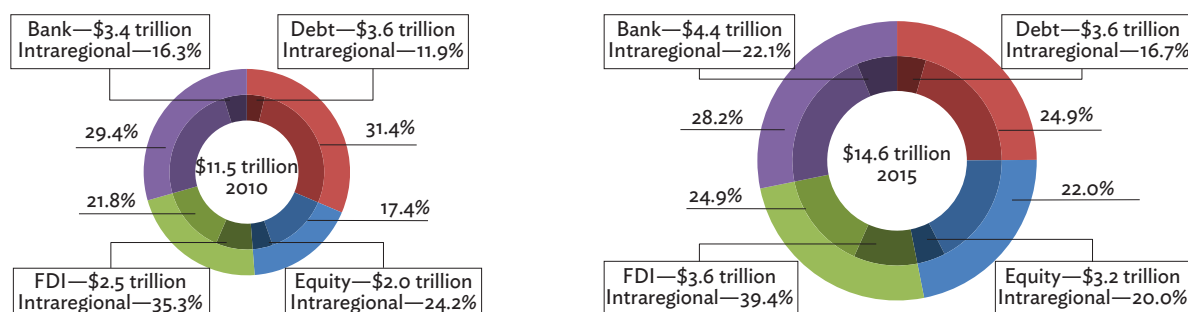 Bank—$3.4 trillion
Intraregional—16.3%
Debt—$3.6 trillion
Intraregional—11.9%
29.4%
31.4%
$11.5 trillion
2010
21.8%
17.4%
FDI—$2.5 trillion
Intraregional—35.3%
Equity—$2.0 trillion
Intraregional—24.2%
Bank—$4.4 trillion
Intraregional—22.1%
Debt—$3.6 trillion
Intraregional—16.7%
28.2%
24.9%
$14.6 trillion
2015
24.9%
22.0%
FDI—$3.6 trillion
Intraregional—39.4%
Equity—$3.2 trillion
Intraregional—20.0%